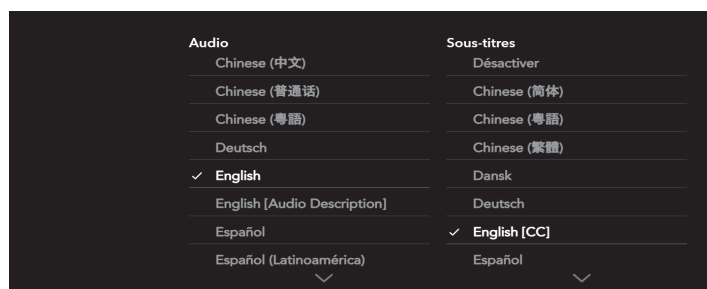 Audio
Chinese (中文)
Chinese (普通话)
Chinese (粵語)
Deutsch
English
English [Audio Description]
Español
Español (Latinoamérica)
Sous-titres
Désactiver
Chinese (简体)
Chinese (粵語)
Chinese (繁體)
Dansk
Deutsch
English [CC]
Español